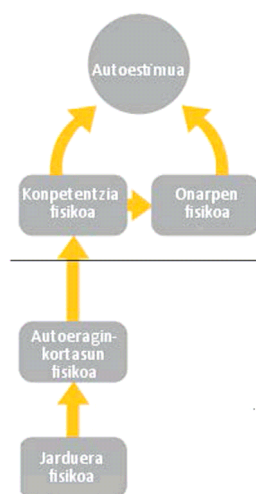 Autoestimua
Konpetentzia
fisikoa
Onarpen
fisikoa
Autoeragin-
kortasun
fisikoa
Jarduera
fisikoa